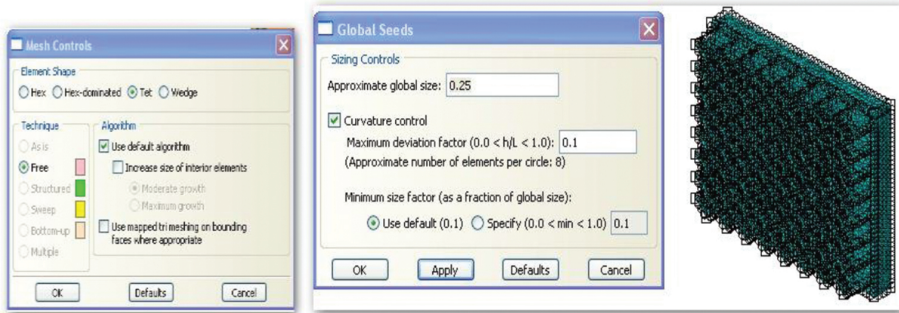 Mesh Controls
Element Shape
Hex Hex-dominated Tet Wedge
Technique
As is
Free
Structured
Sweep
Bottom-up
Multiple
Algorithm
Use default algorithm
Increase size of interior elements
Moderate growth
Maximum growth
Use mapped tri meshing on bounding
faces where appropriate
OK Defaults Cancel
Global Seeds
Sizing Controls
Approximate global size: 0.25
Curvature control
Maximum deviation factor (0.0 < h/L < 1.0): 0.1
(Approximate number of elements per circle: 8)
Minimum size factor (as a fraction of global size):
Use default (0.1) Specify (0.0 < min < 1.0) 0.1
OK Apply Defaults Cancel